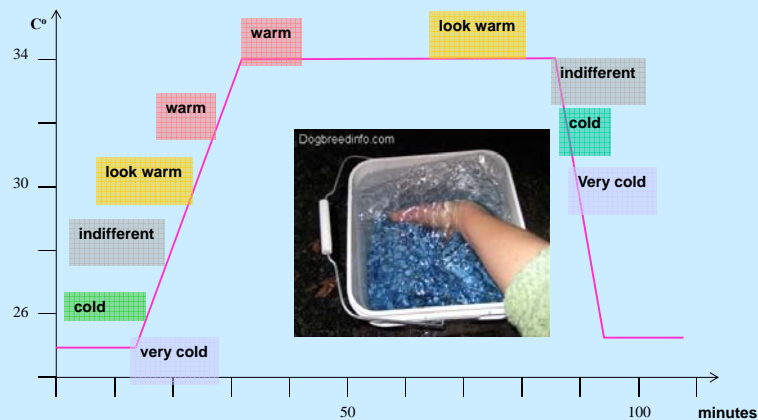 C°
34
30
26
warm
look warm
warm
look warm
indifferent
cold
very cold
indifferent
cold
Very cold
Dogbreedinfo.com
50
100
minutes